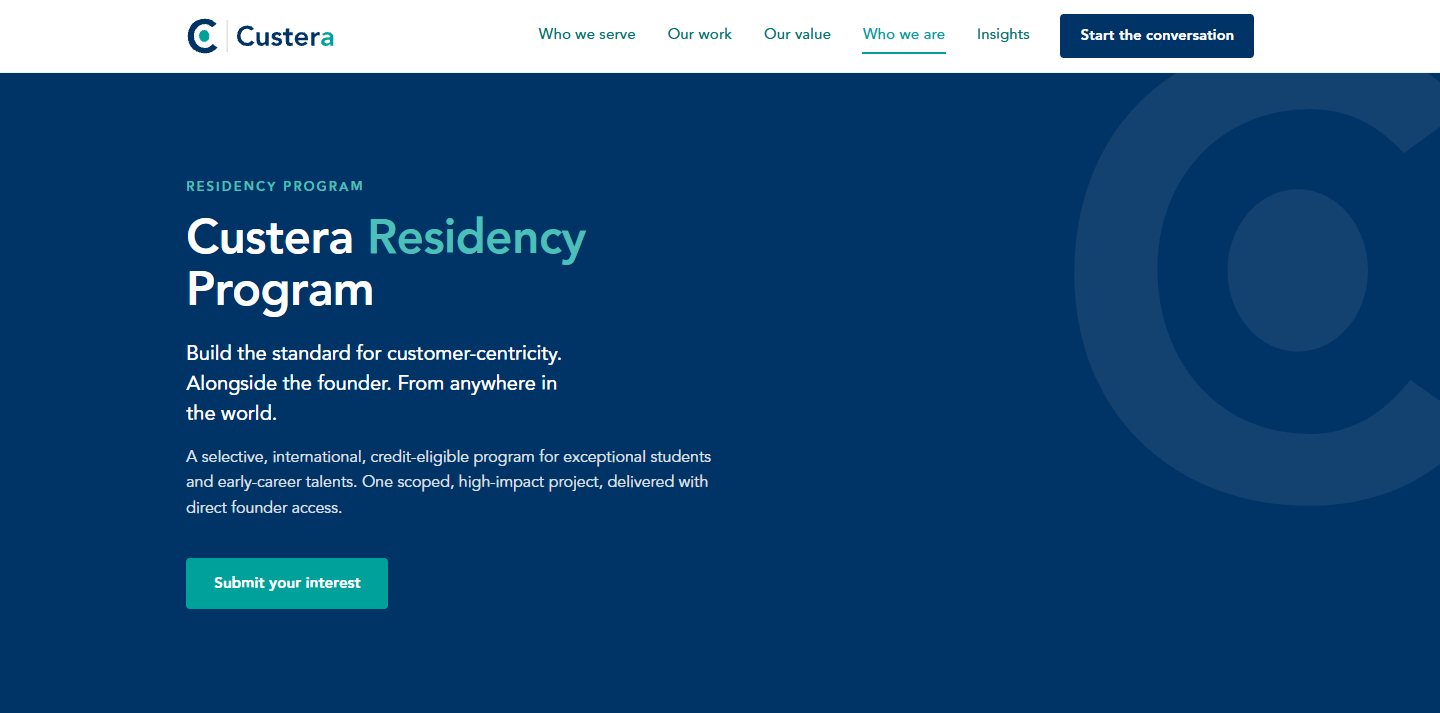 Custera
Who we serve
Our work
Our value
Who we are
Insights
Start the conversation
RESIDENCY PROGRAM
Custera Residency
Program
Build the standard for customer-centricity.
Alongside the founder. From anywhere in
the world.
A selective, international, credit-eligible program for exceptional students
and early-career talents. One scoped, high-impact project, delivered with
direct founder access.
Submit your interest